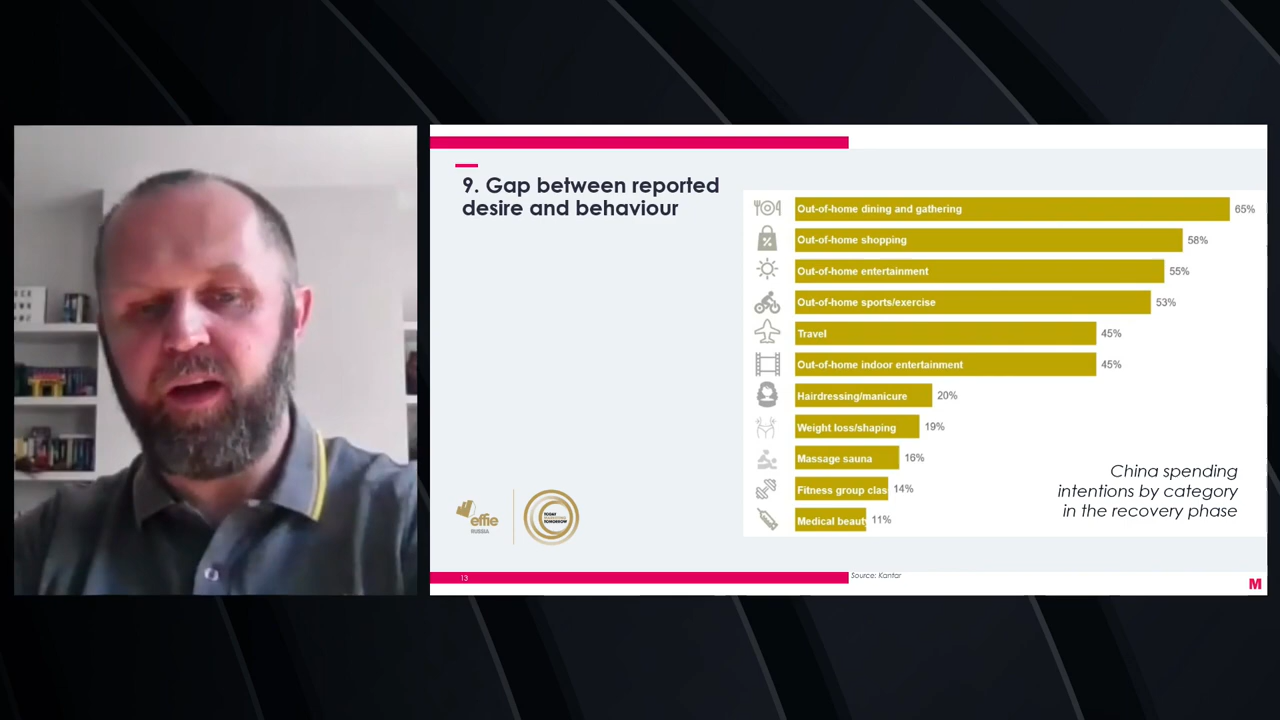 9. Gap between reported
desire and behaviour
Out-of-home dining and gathering 65%
Out-of-home shopping 58%
Out-of-home entertainment 55%
Out-of-home sports/exercise 53%
Travel 45%
Out-of-home indoor entertainment 45%
Hairdressing/manicure 20%
Weight loss/shaping 19%
Massage sauna 16%
Fitness group clas 14%
Medical beaut 11%
China spending
intentions by category
in the recovery phase
effie
RUSSIA
TODAY
TOMORROW
13
Source: Kantar
M